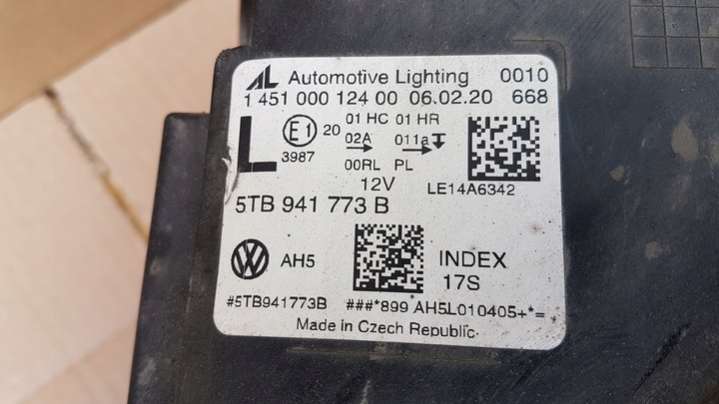 AL Automotive Lighting 0010
1 451 000 124 00 06.02.20 668
L E1 20 01 HC 01 HR
02A 011a
3987 00RL PL
12V LE14A6342
5TB 941 773 B
VW AH5 INDEX
17S
#5TB941773B ###*899 AH5L010405+*=
Made in Czech Republic